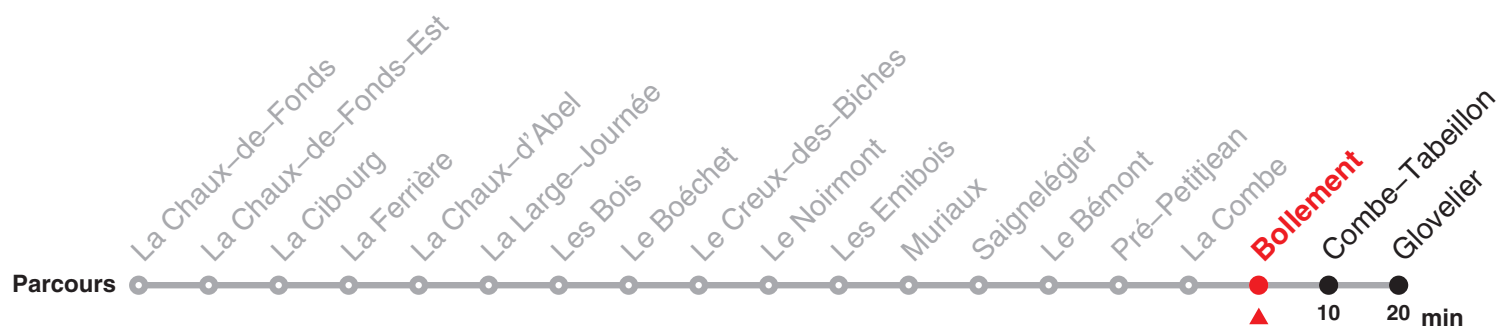 La Chaux–de–Fonds
La Chaux–de–Fonds–Est
La Cibourg
La Ferrière
La Chaux–d'Abel
La Large–Journée
Les Bois
Le Boéchet
Le Creux–des–Biches
Le Noirmont
Les Emibois
Muriaux
Saignelégier
Le Bémont
Pré–Petitjean
La Combe
Bollement
Combe–Tabeillon
Glovelier
Parcours
10 20 min